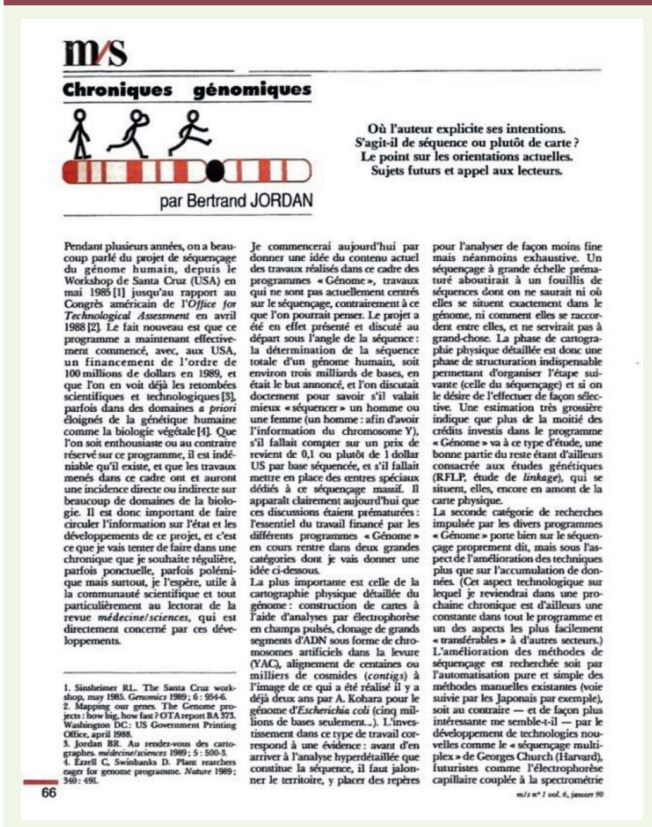 m/s
Chroniques génomiques
par Bertrand JORDAN
Où l'auteur explicite ses intentions.
S'agit-il de séquence ou plutôt de carte ?
Le point sur les orientations actuelles.
Sujets futurs et appel aux lecteurs.
Pendant plusieurs années, on a beau-
coup parlé du projet de séquençage
du génome humain, depuis le
Workshop de Santa Cruz (USA) en
mai 1985 [1] jusqu'au rapport au
Congrès américain de l'Office for
Technological Assessment en avril
1988 [2]. Le fait nouveau est que ce
programme a maintenant effective-
ment commencé, avec, aux USA,
un financement de l'ordre de
100 millions de dollars en 1989, et
que l'on en voit déjà les retombées
scientifiques et technologiques [3],
parfois dans des domaines a priori
éloignés de la génétique humaine
comme la biologie végétale [4]. Que
l'on soit enthousiaste ou au contraire
réservé sur ce programme, il est indé-
niable qu'il existe, et que les travaux
menés dans ce cadre ont et auront
une incidence directe ou indirecte sur
beaucoup de domaines de la biolo-
gie. Il est donc important de faire
circuler l'information sur l'état et les
développements de ce projet, et c'est
ce que je vais tenter de faire dans une
chronique que je souhaite régulière,
parfois ponctuelle, parfois polémi-
que mais surtout, je l'espère, utile à
la communauté scientifique et tout
particulièrement au lectorat de la
revue médecine/sciences, qui est
directement concerné par ces déve-
loppements.
1. Sinsheimer RL. The Santa Cruz work-
shop, may 1985. Genomics 1989 ; 6 : 954-6.
2. Mapping our genes. The Genome pro-
jects : how big, how fast ? OTA report BA 373.
Washington DC : US Government Printing
Office, april 1988.
3. Jordan BR. Au rendez-vous des carto-
graphes. médecine/sciences 1989 ; 5 : 500-3.
4. Ezzell C, Swinbanks D. Plant rearchers
eager for genome programme. Nature 1989 ;
340 : 491.
Je commencerai aujourd'hui par
donner une idée du contenu actuel
des travaux réalisés dans ce cadre des
programmes « Génome », travaux
qui ne sont pas actuellement centrés
sur le séquençage, contrairement à ce
que l'on pourrait penser. Le projet a
été en effet présenté et discuté au
départ sous l'angle de la séquence :
la détermination de la séquence
totale d'un génome humain, soit
environ trois milliards de bases, en
était le but annoncé, et l'on discutait
doctement pour savoir s'il valait
mieux « séquencer » un homme ou
une femme (un homme : afin d'avoir
l'information du chromosome Y),
s'il fallait compter sur un prix de
revient de 0,1 ou plutôt de 1 dollar
US par base séquencée, et s'il fallait
mettre en place des centres spéciaux
dédiés à ce séquençage massif. Il
apparaît clairement aujourd'hui que
ces discussions étaient prématurées :
l'essentiel du travail financé par les
différents programmes « Génome »
en cours rentre dans deux grandes
catégories dont je vais donner une
idée ci-dessous.
La plus importante est celle de la
cartographie physique détaillée du
génome : construction de cartes à
l'aide d'analyses par électrophorèse
en champs pulsés, clonage de grands
segments d'ADN sous forme de chro-
mosomes artificiels dans la levure
(YAC), alignement de centaines ou
milliers de cosmides (contigs) à
l'image de ce qui a été réalisé il y a
déjà deux ans par A. Kohara pour le
génome d'Escherichia coli (cinq mil-
lions de bases seulement...). L'inves-
tissement dans ce type de travail cor-
respond à une évidence : avant d'en
arriver à l'analyse hyperdétaillée que
constitue la séquence, il faut jalon-
ner le territoire, y placer des repères
pour l'analyser de façon moins fine
mais néanmoins exhaustive. Un
séquençage à grande échelle préma-
turé aboutirait à un fouillis de
séquences dont on ne saurait ni où
elles se situent exactement dans le
génome, ni comment elles se raccor-
dent entre elles, et ne servirait pas à
grand-chose. La phase de cartogra-
phie physique détaillée est donc une
phase de structuration indispensable
permettant d'organiser l'étape sui-
vante (celle du séquençage) et si on
le désire de l'effectuer de façon sélec-
tive. Une estimation très grossière
indique que plus de la moitié des
crédits investis dans le programme
« Génome » va à ce type d'étude, une
bonne partie du reste étant d'ailleurs
consacrée aux études génétiques
(RFLP, étude de linkage), qui se
situent, elles, encore en amont de la
carte physique.
La seconde catégorie de recherches
impulsée par les divers programmes
« Génome » porte bien sur le séquen-
çage proprement dit, mais sous l'as-
pect de l'amélioration des techniques
plus que sur l'accumulation de don-
nées. (Cet aspect technologique sur
lequel je reviendrai dans une pro-
chaine chronique est d'ailleurs une
constante dans tout le programme et
un des aspects les plus facilement
« transférables » à d'autres secteurs.)
L'amélioration des méthodes de
séquençage est recherchée soit par
l'automatisation pure et simple des
méthodes manuelles existantes (voie
suivie par les Japonais par exemple),
soit au contraire — et de façon plus
intéressante me semble-t-il — par le
développement de technologies nou-
velles comme le « séquençage multi-
plex » de Georges Church (Harvard),
futuristes comme l'électrophorèse
capillaire couplée à la spectrométrie
66
m/s n° 1 vol. 6, janvier 90